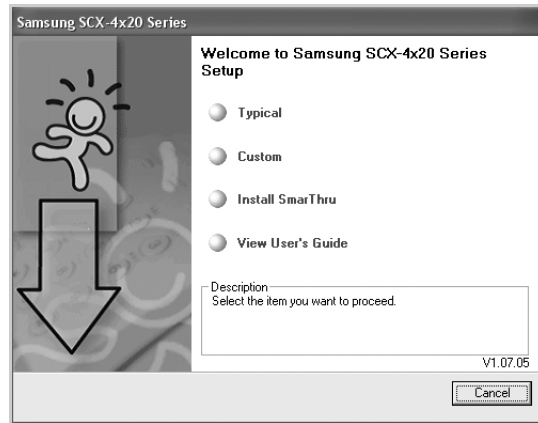 Samsung SCX-4x20 Series
Welcome to Samsung SCX-4x20 Series
Setup
Typical
Custom
Install SmarThru
View User's Guide
Description
Select the item you want to proceed.
V1.07.05
Cancel